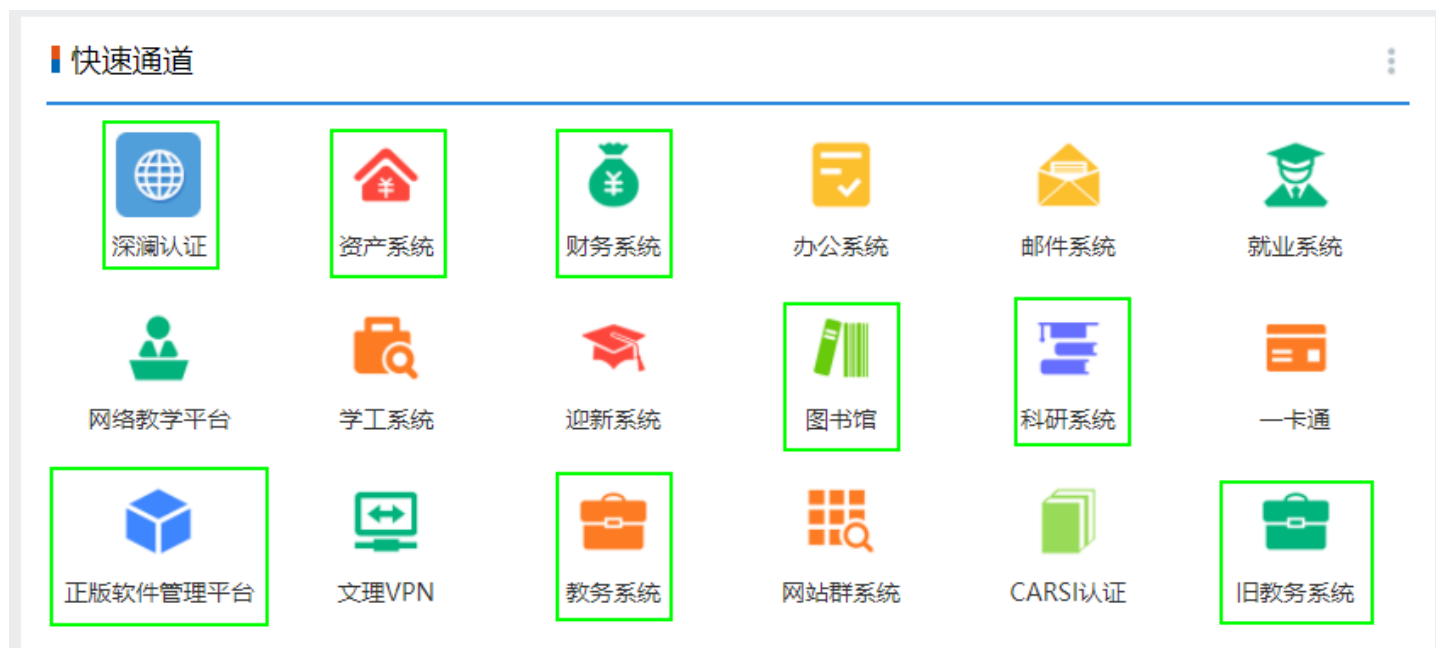 快速通道
深澜认证 资产系统 财务系统 办公系统 邮件系统 就业系统
网络教学平台 学工系统 迎新系统 图书馆 科研系统 一卡通
正版软件管理平台 文理VPN 教务系统 网站群系统 CARSI认证 旧教务系统